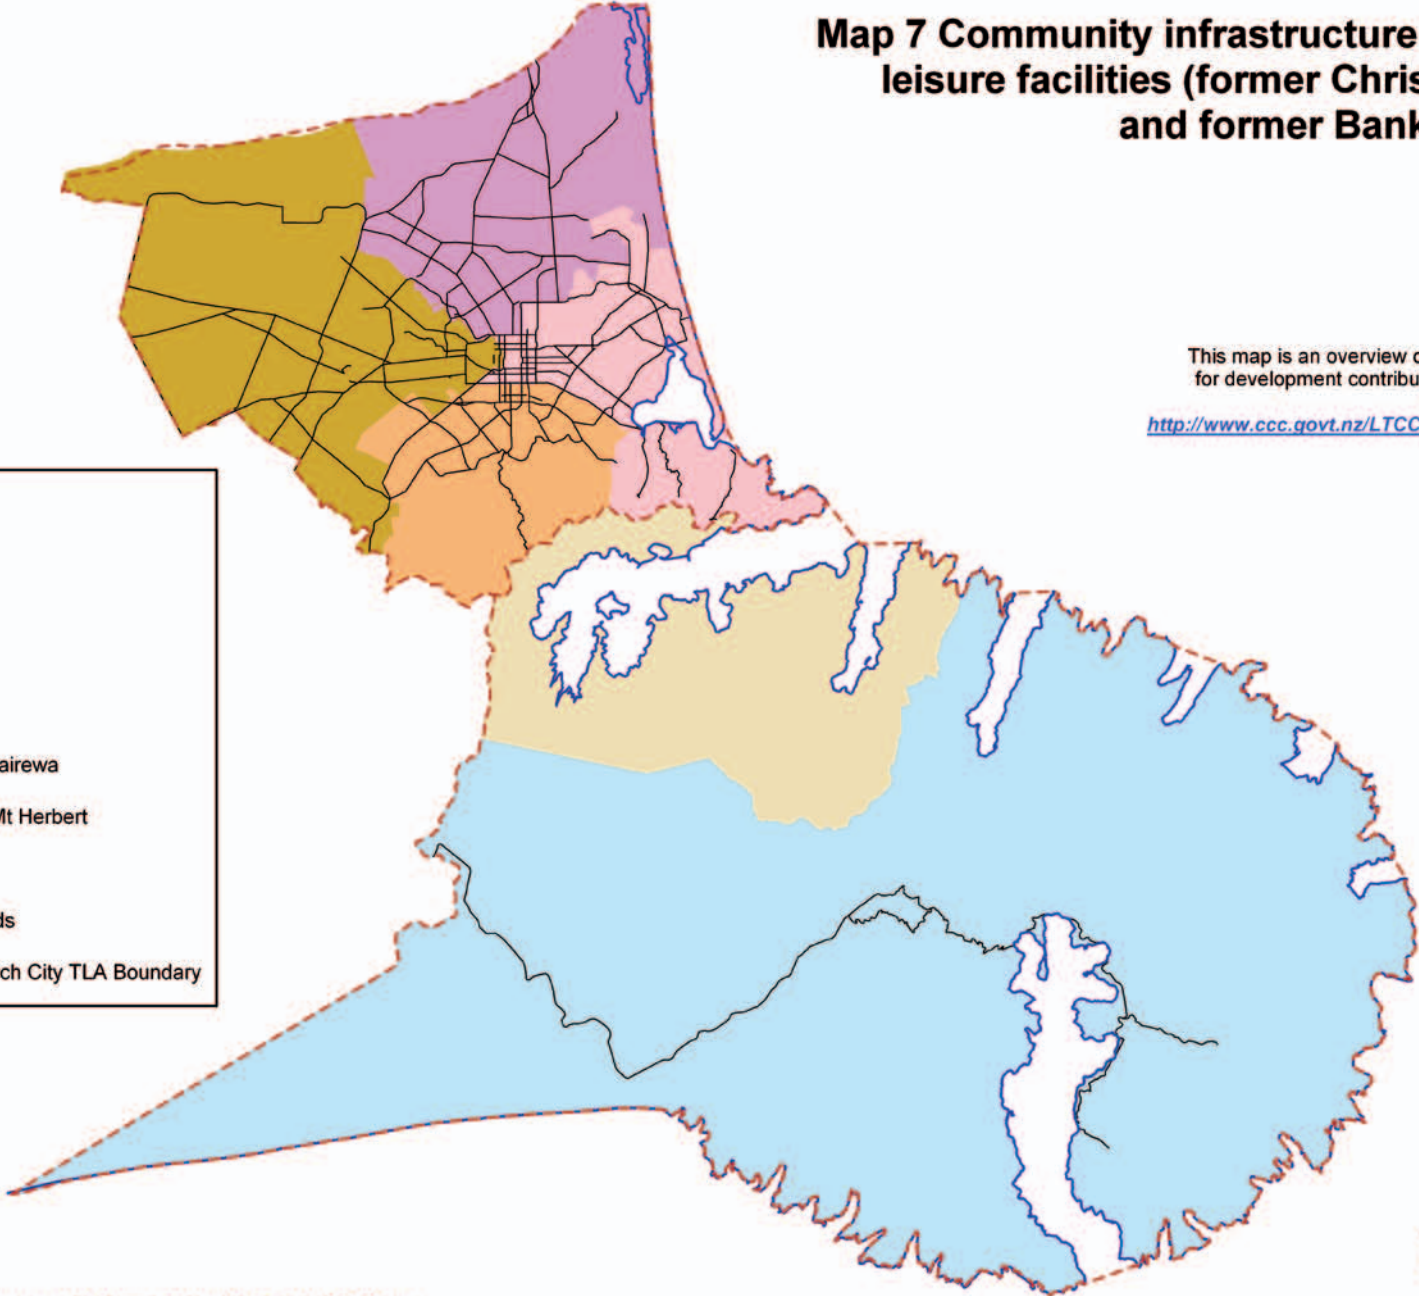 Map 7 Community infrastructure
leisure facilities (former Chris
and former Bank
This map is an overview o
for development contribu
http://www.ccc.govt.nz/LTCC
airewa
Mt Herbert
ds
ch City TLA Boundary